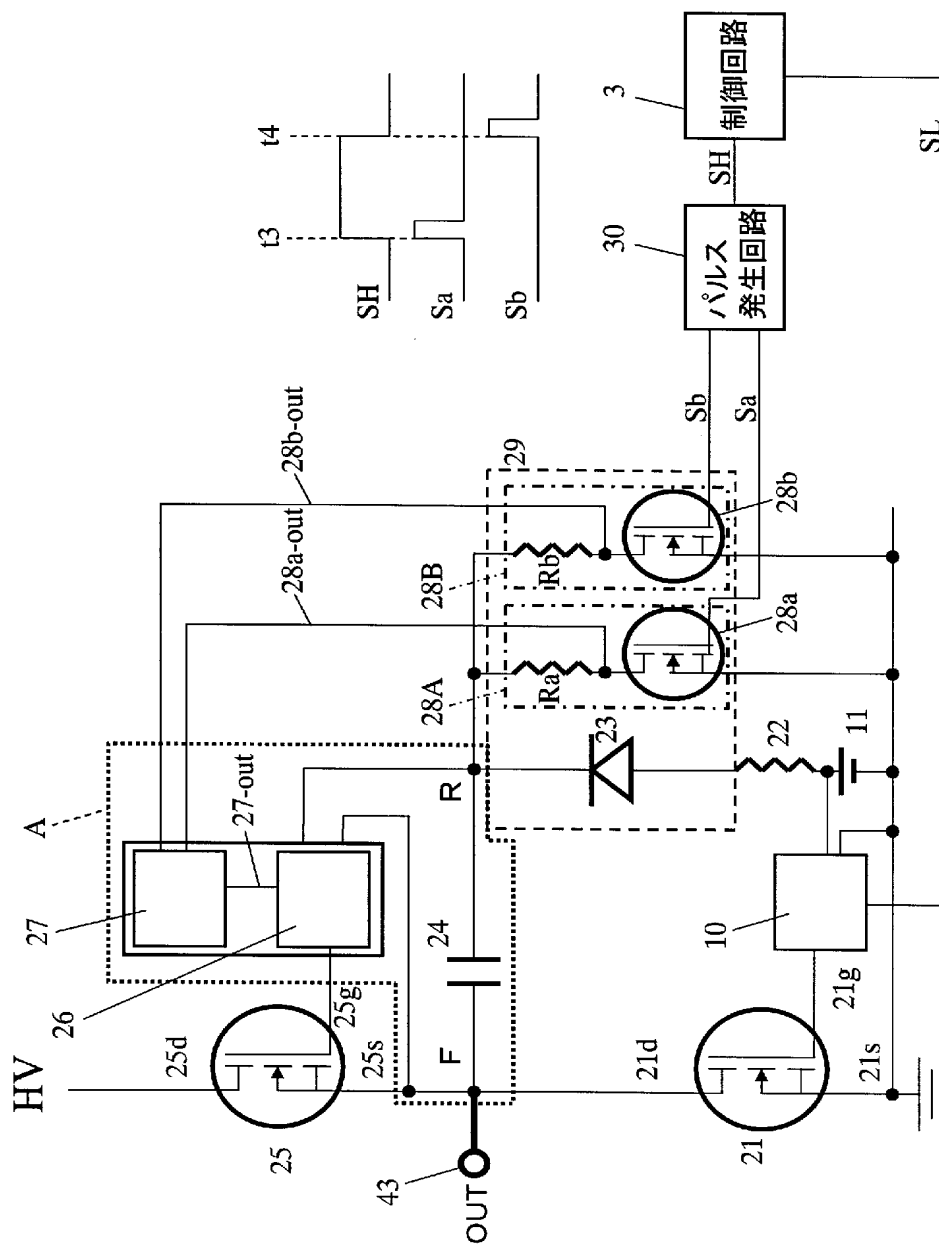 HV
A
27
26
27-out
28a-out
28b-out
25d
25g
25s
25
24
F
R
43
OUT
28A
Ra
28B
Rb
29
23
28a
28b
22
11
10
21d
21g
21s
21
Sb
Sa
30
パルス
発生回路
SH
3
制御回路
SL
t3
t4
SH
Sa
Sb